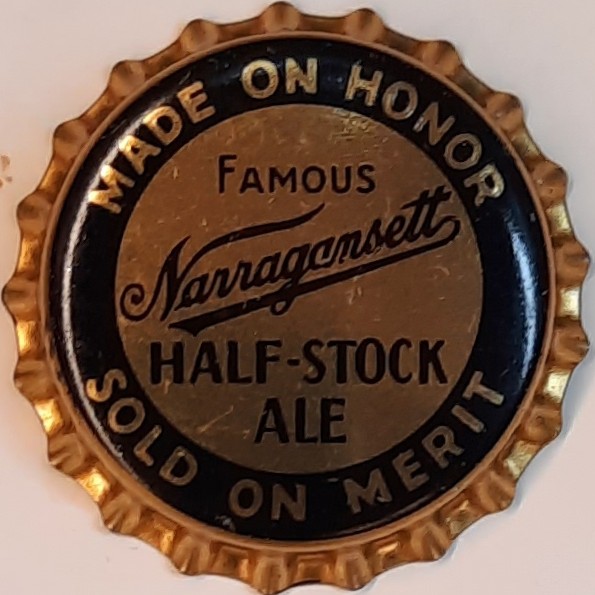 MADE ON HONOR
FAMOUS
Narragansett
HALF-STOCK
ALE
SOLD ON MERIT